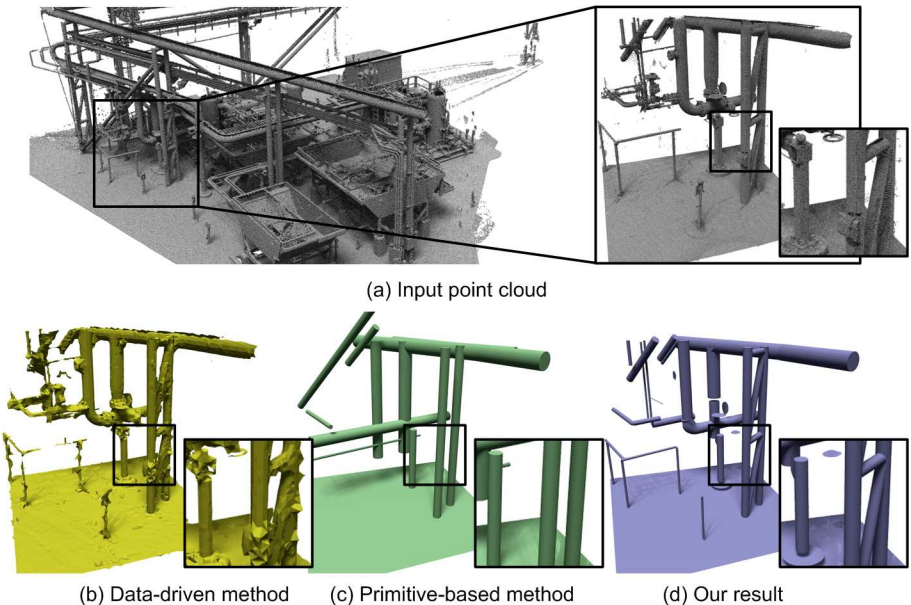 (a) Input point cloud
(b) Data-driven method
(c) Primitive-based method
(d) Our result